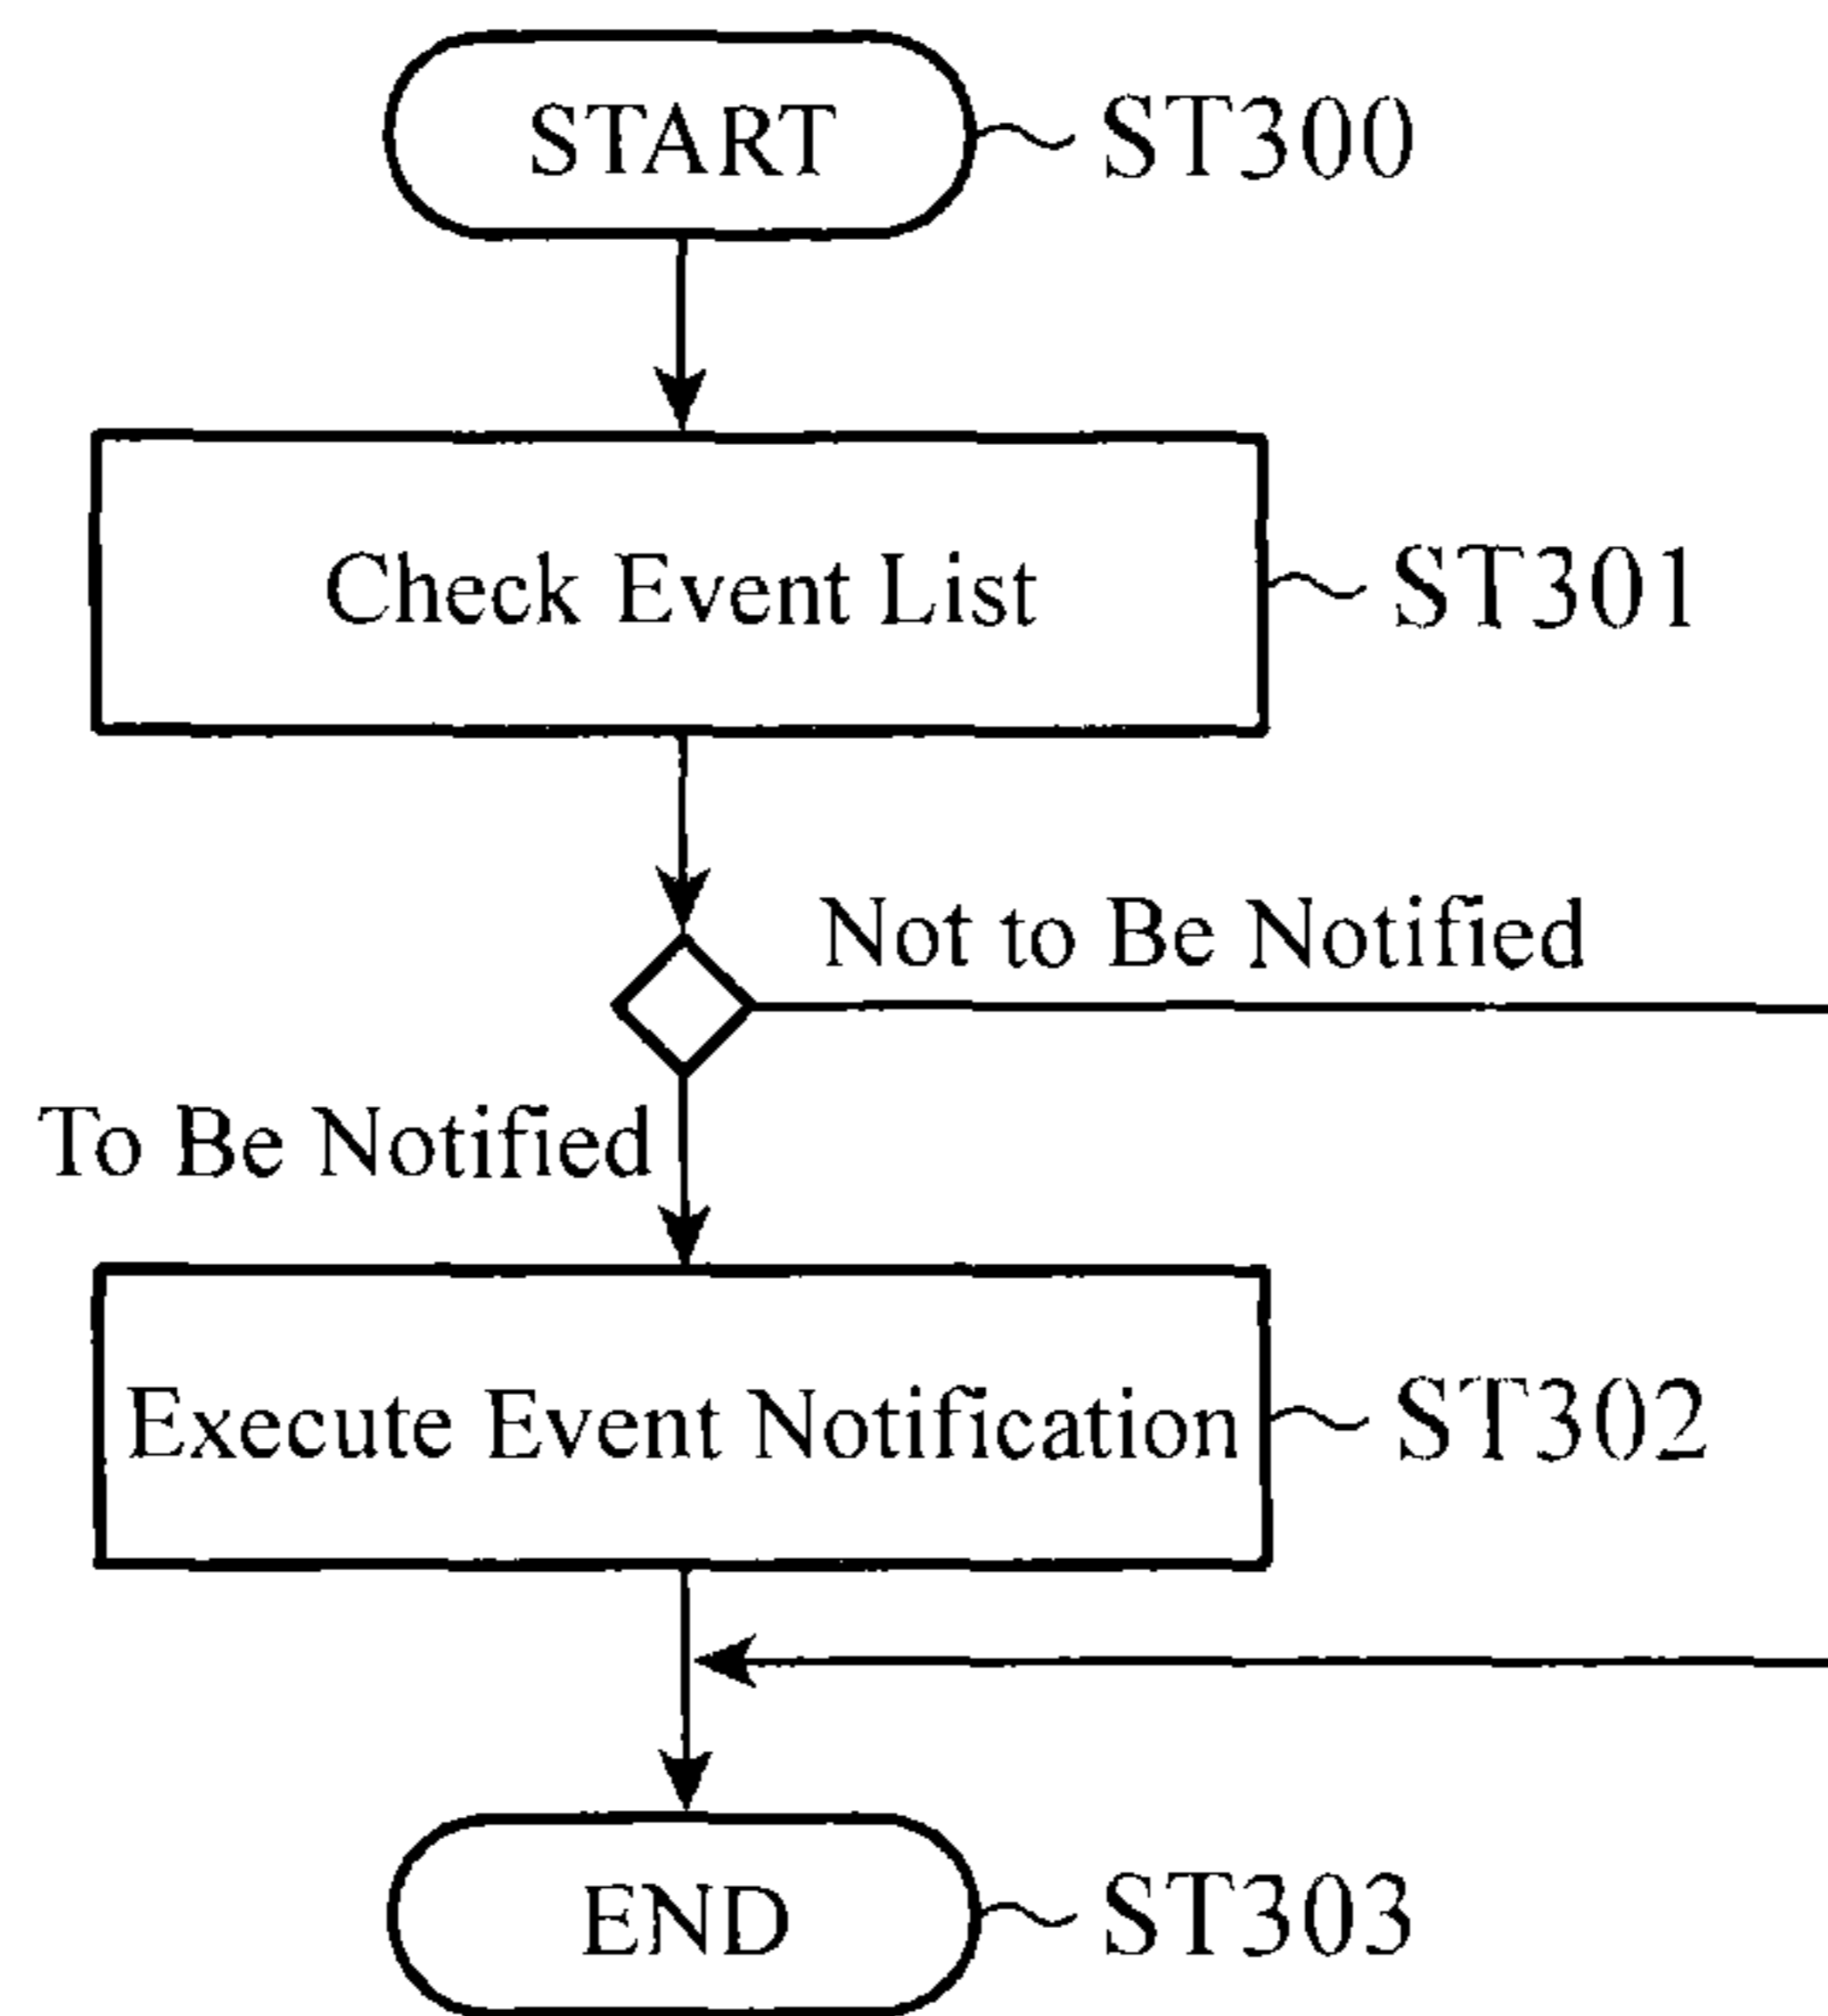 START
ST300
Check Event List
ST301
Not to Be Notified
To Be Notified
Execute Event Notification
ST302
END
ST303